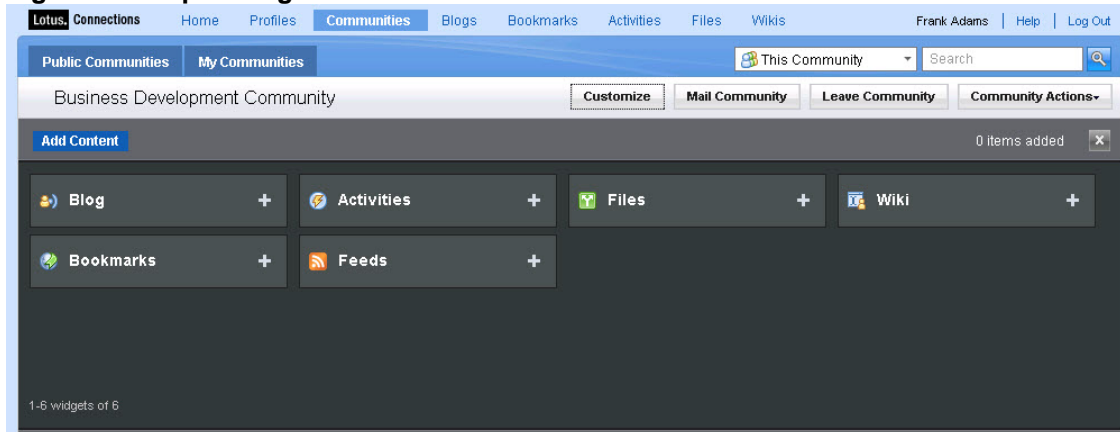 Lotus. Connections Home Profiles Communities Blogs Bookmarks Activities Files Wikis Frank Adams | Help | Log Out
Public Communities My Communities This Community Search
Business Development Community Customize Mail Community Leave Community Community Actions
Add Content 0 items added x
Blog + Activities + Files + Wiki +
Bookmarks + Feeds +
1-6 widgets of 6